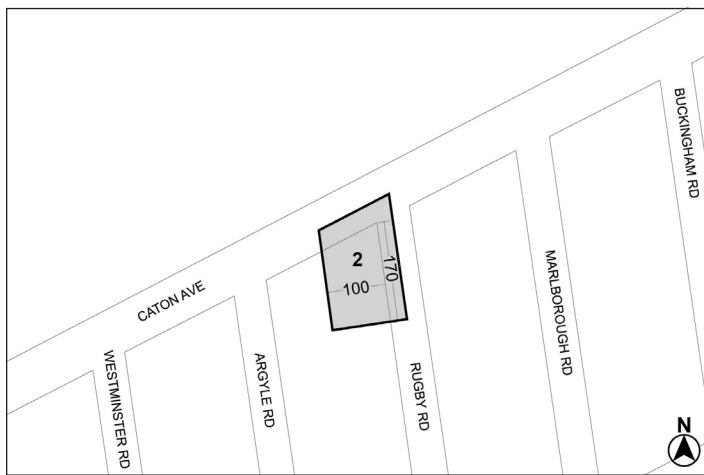 BUCKINGHAM RD
MARLBOROUGH RD
2
170
100
CATON AVE
WESTMINSTER RD
ARGYLE RD
RUGBY RD
N